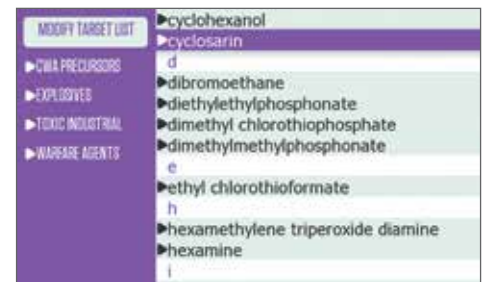 MODIFY TARGET LIST
CWA PRECURSORS
EXPLOSIVES
TOXIC INDUSTRIAL
WARFARE AGENTS
cyclohexanol
cyclosarin
d
dibromoethane
diethylethylphosphonate
dimethyl chlorothiophosphate
dimethylmethylphosphonate
e
ethyl chlorothioformate
h
hexamethylene triperoxide diamine
hexamine
i